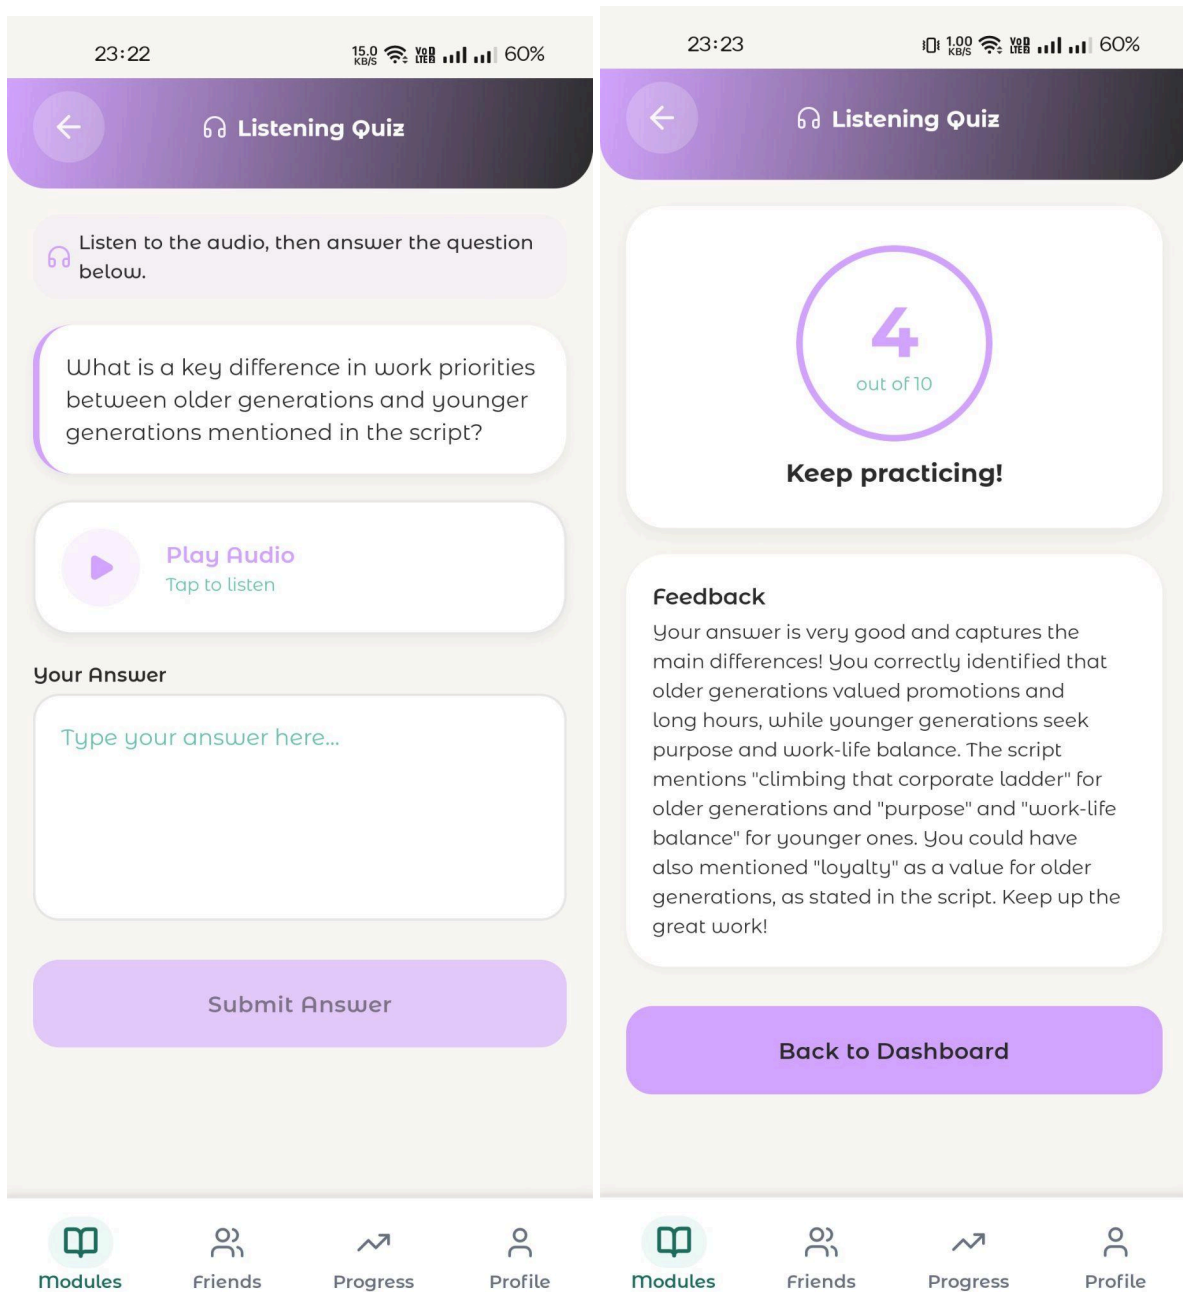 23:22
15.0 KB/S
VoD LTE2
60%
Listening Quiz
Listen to the audio, then answer the question
below.
What is a key difference in work priorities
between older generations and younger
generations mentioned in the script?
Play Audio
Tap to listen
Your Answer
Type your answer here...
Submit Answer
Modules
Friends
Progress
Profile
23:23
1.00 KB/S
60%
Listening Quiz
4
out of 10
Keep practicing!
Feedback
Your answer is very good and captures the
main differences! You correctly identified that
older generations valued promotions and
long hours, while younger generations seek
purpose and work-life balance. The script
mentions "climbing that corporate ladder" for
older generations and "purpose" and "work-life
balance" for younger ones. You could have
also mentioned "loyalty" as a value for older
generations, as stated in the script. Keep up the
great work!
Back to Dashboard
Modules
Friends
Progress
Profile